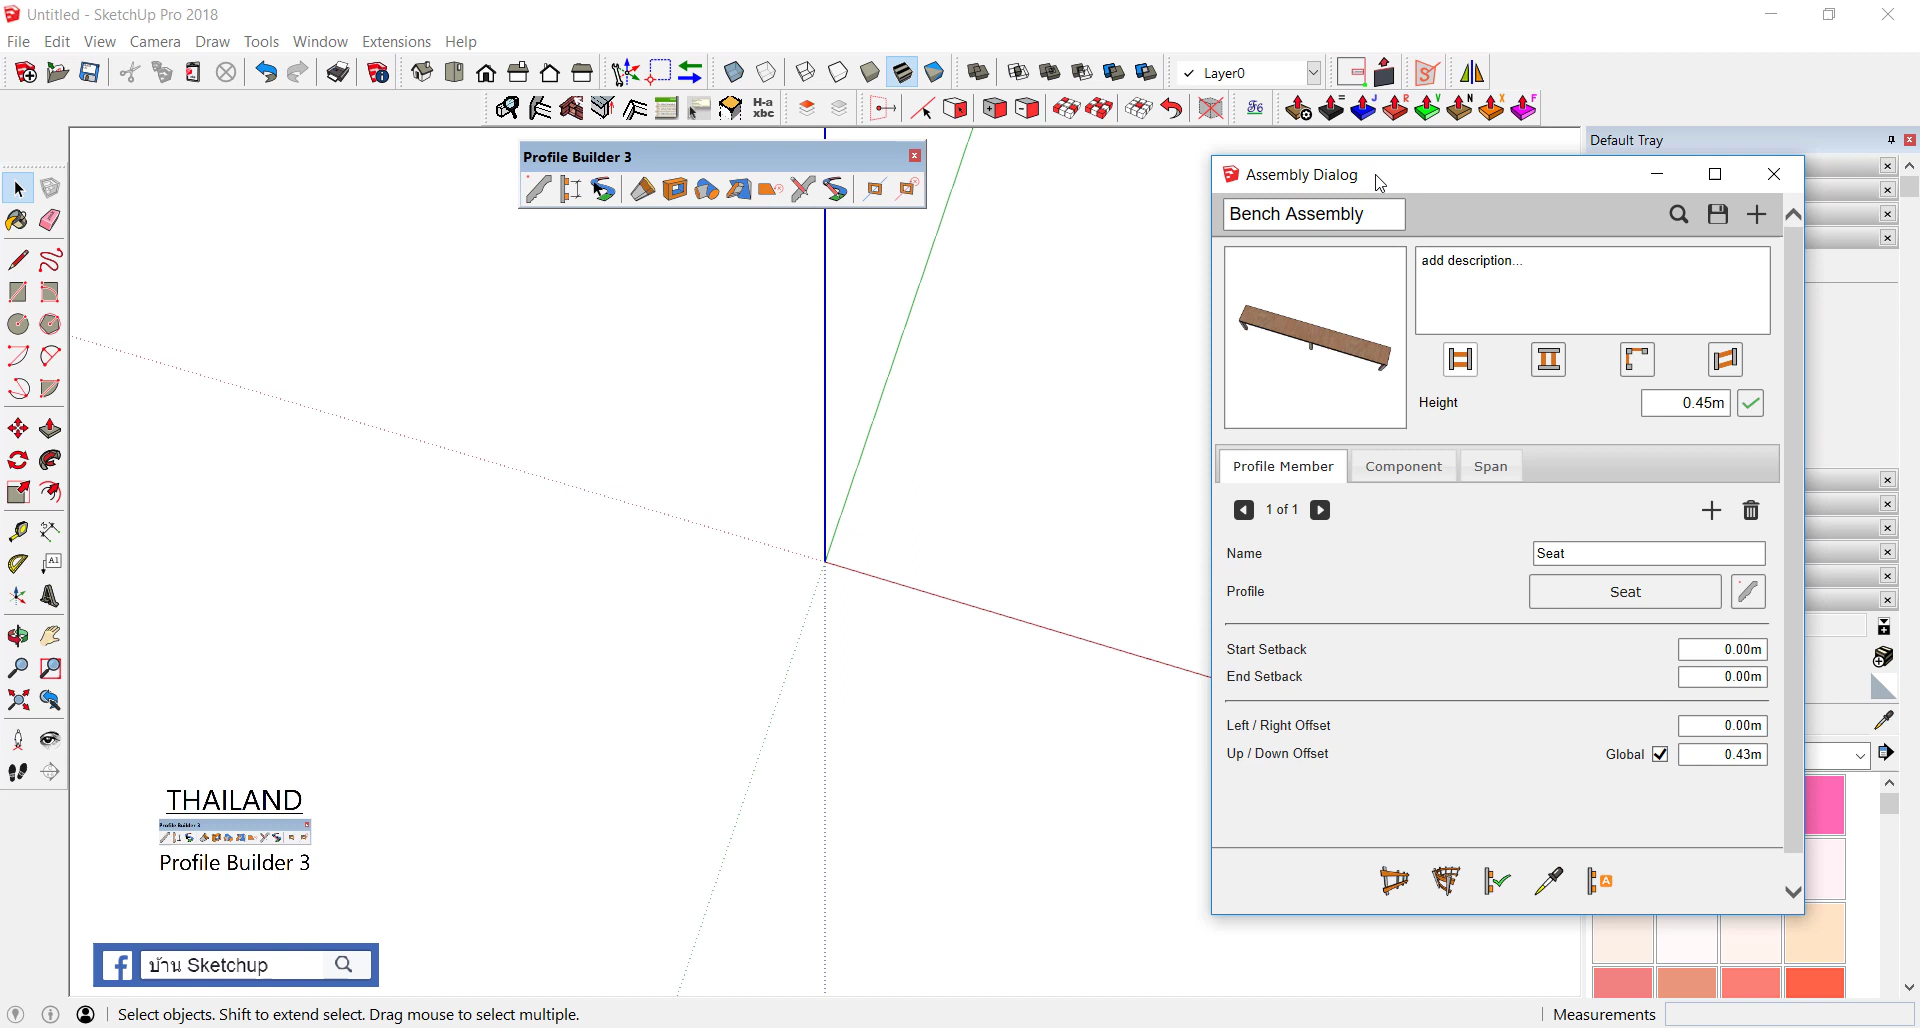 Untitled - SketchUp Pro 2018
File Edit View Camera Draw Tools Window Extensions Help
Layer0
H-a
xbc
Profile Builder 3
Default Tray
Assembly Dialog
Bench Assembly
add description...
Height 0.45m
Profile Member Component Span
1 of 1
Name Seat
Profile Seat
Start Setback 0.00m
End Setback 0.00m
Left / Right Offset 0.00m
Up / Down Offset Global 0.43m
THAILAND
Profile Builder 3
Profile Builder 3
บ้าน Sketchup
Select objects. Shift to extend select. Drag mouse to select multiple.
Measurements